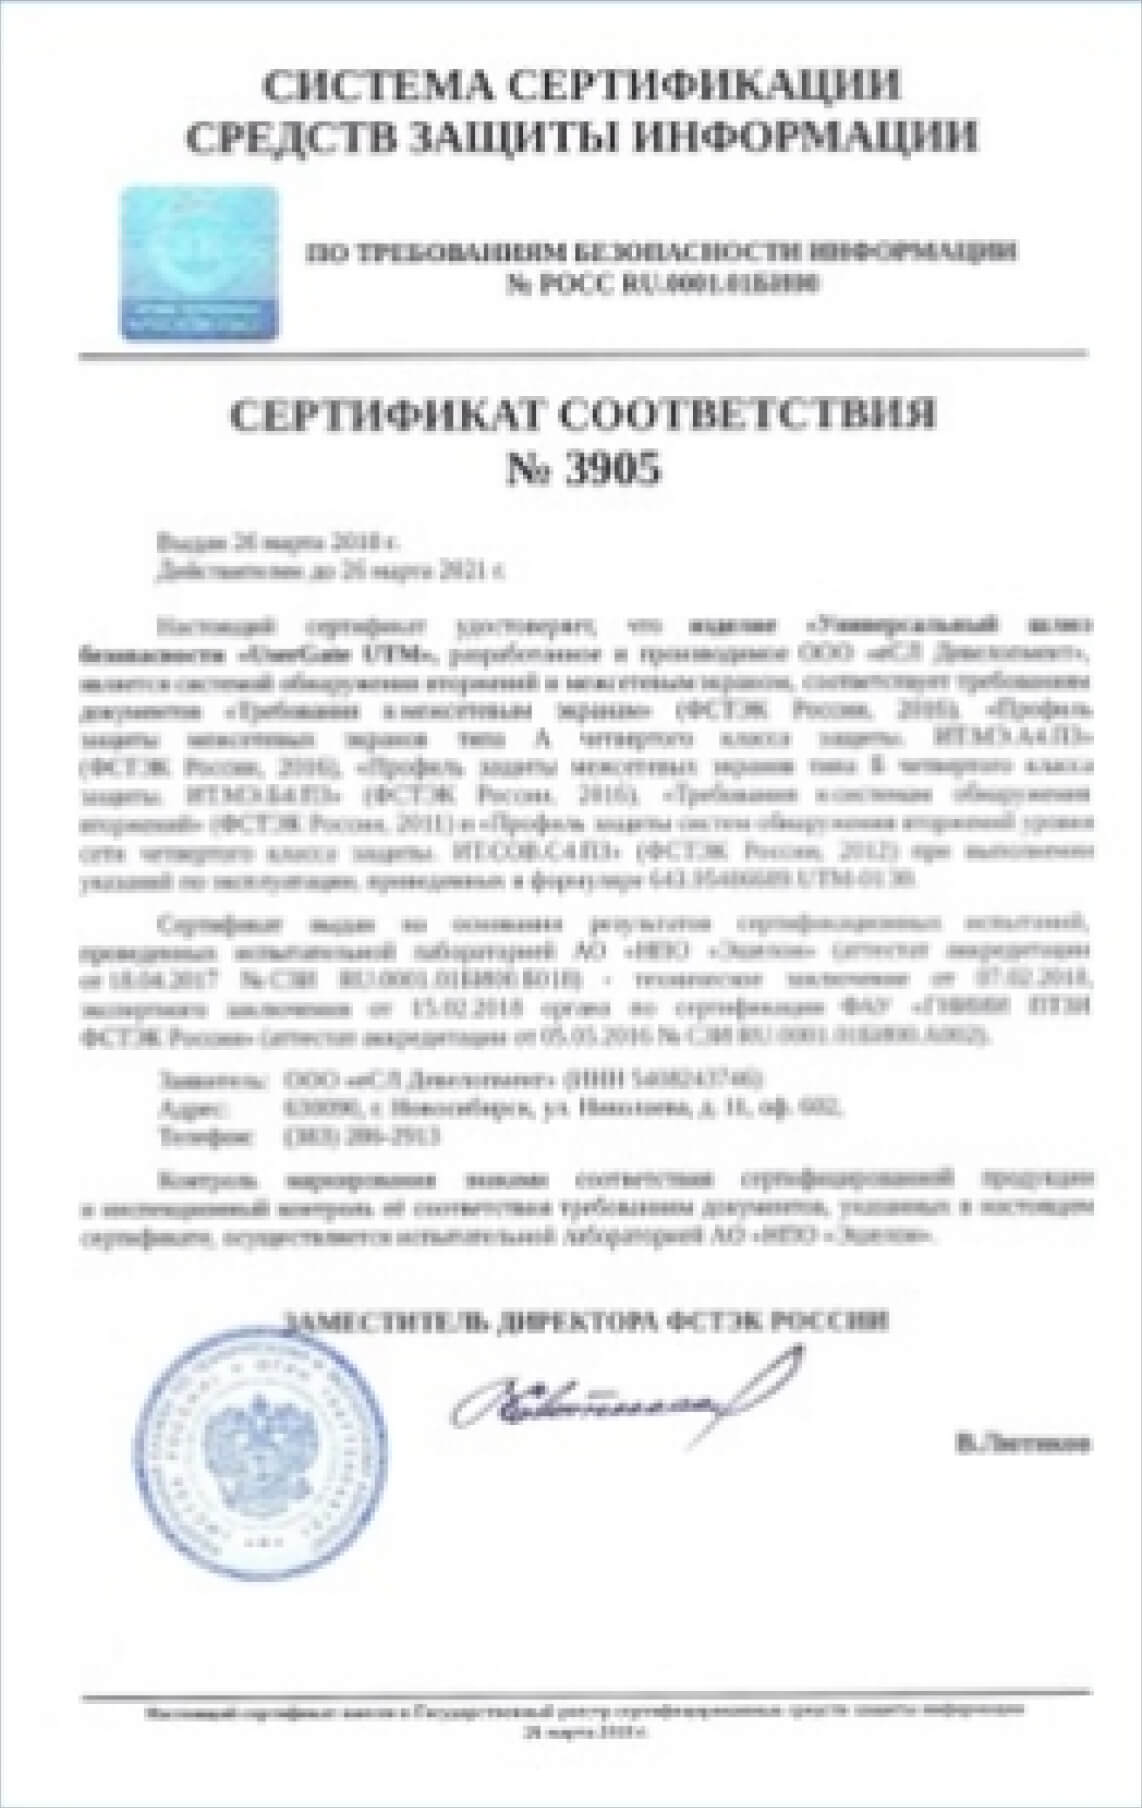 СИСТЕМА СЕРТИФИКАЦИИ
СРЕДСТВ ЗАЩИТЫ ИНФОРМАЦИИ
ПО ТРЕБОВАНИЯМ БЕЗОПАСНОСТИ ИНФОРМАЦИИ
№ РОСС RU.0001.01БИ00
СЕРТИФИКАТ СООТВЕТСТВИЯ
№ 3905
Выдан 26 марта 2018 г.
Действителен до 26 марта 2021 г.
Настоящий сертификат удостоверяет, что изделие «Универсальный шлюз
безопасности «UserGate UTM», разработанное и производимое ООО «еСЛ Девелопмент»,
является системой обнаружения вторжений и межсетевым экраном, соответствует требованиям
документов «Требования к межсетевым экранам» (ФСТЭК России, 2016), «Профиль
защиты межсетевых экранов типа А четвертого класса защиты. ИТ.МЭ.А4.ПЗ»
(ФСТЭК России, 2016), «Профиль защиты межсетевых экранов типа Б четвертого класса
защиты. ИТ.МЭ.Б4.ПЗ» (ФСТЭК России, 2016), «Требования к системам обнаружения
вторжений» (ФСТЭК России, 2011) и «Профиль защиты систем обнаружения вторжений уровня
сети четвертого класса защиты. ИТ.СОВ.С4.ПЗ» (ФСТЭК России, 2012) при выполнении
указаний по эксплуатации, приведенных в формуляре
Сертификат выдан на основании результатов сертификационных испытаний,
проведенных испытательной лабораторией АО «НПО «Эшелон» (аттестат аккредитации
от 18.04.2017 № СЗИ RU.0001.01БИ00.Б018) - техническое заключение от 07.02.2018,
экспертного заключения от 15.02.2018 органа по сертификации ФАУ «ГНИИИ ПТЗИ
ФСТЭК России» (аттестат аккредитации от 05.05.2016 № СЗИ RU.0001.01БИ00.А002).
Заявитель: ООО «еСЛ Девелопмент» (ИНН 5408243746)
Адрес: 630090, г. Новосибирск, ул. Николаева, д. 11, оф. 602,
Телефон: (383) 286-2913
Контроль маркирования знаками соответствия сертифицированной продукции
и инспекционный контроль её соответствия требованиям документов, указанных в настоящем
сертификате, осуществляется испытательной лабораторией АО «НПО «Эшелон».
ЗАМЕСТИТЕЛЬ ДИРЕКТОРА ФСТЭК РОССИИ
В.Лютиков
Настоящий сертификат внесен в Государственный реестр сертифицированных средств защиты информации
26 марта 2018 г.